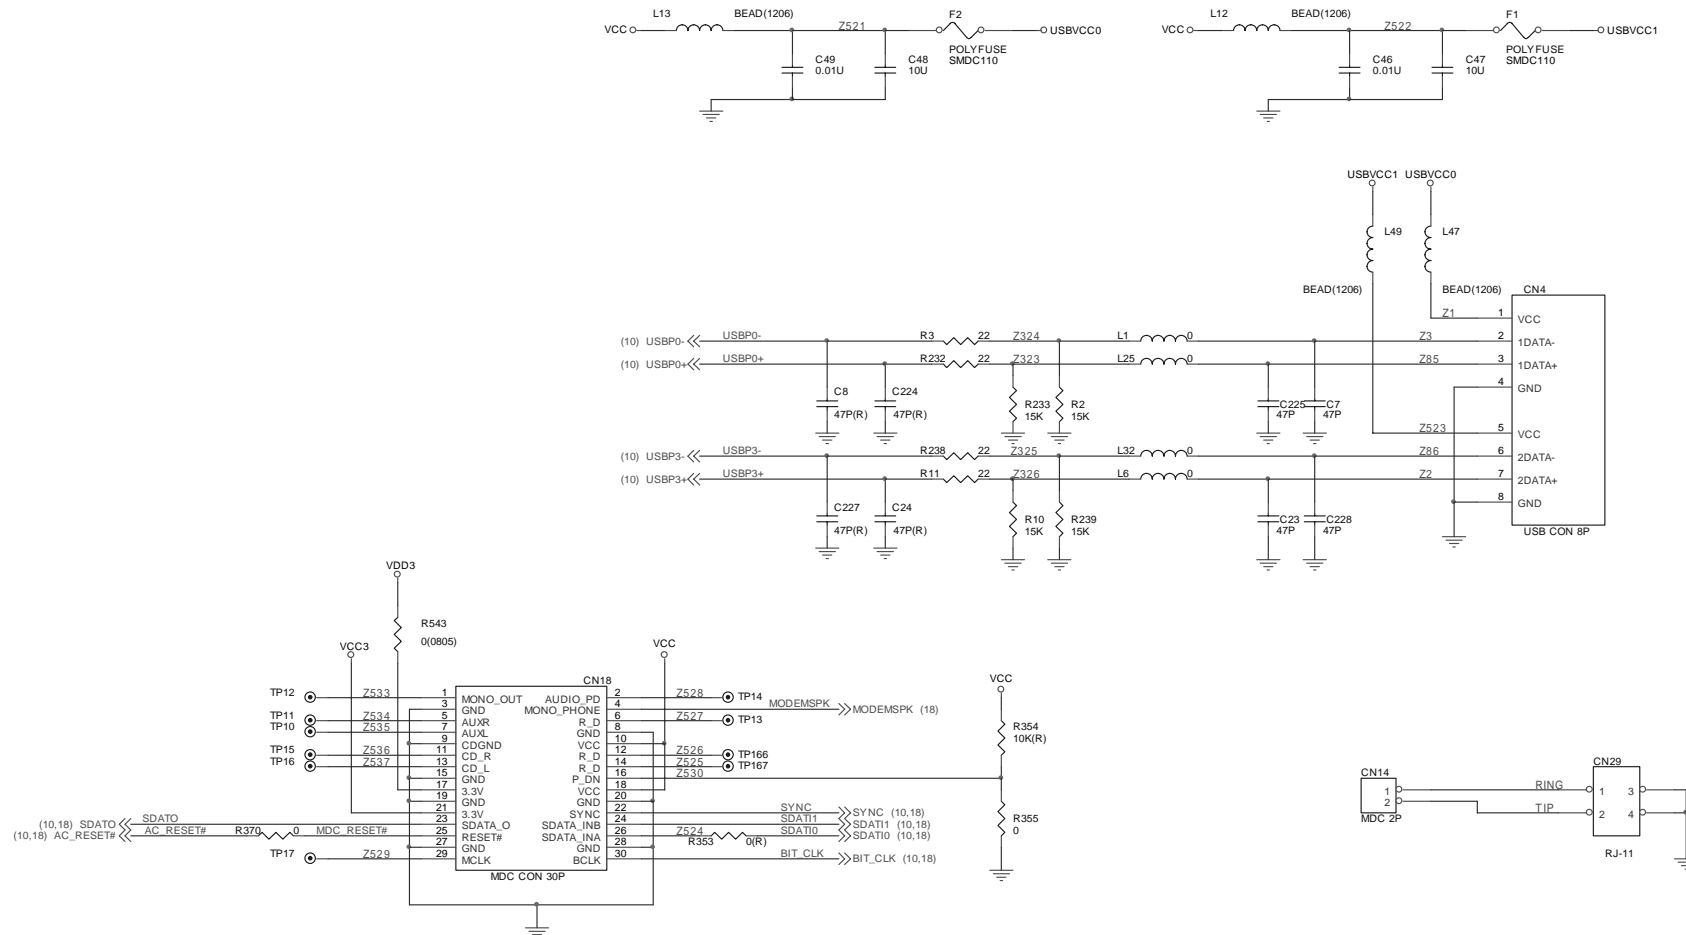 L13 BEAD(1206) Z521 F2
VCC USBVCC0
POLYFUSE
SMDC110
C49
0.01U
C48
10U
L12 BEAD(1206) Z522 F1
VCC USBVCC1
POLYFUSE
SMDC110
C46
0.01U
C47
10U
USBVCC1 USBVCC0
L49 L47
BEAD(1206) BEAD(1206) CN4
Z1 1 VCC
(10) USBP0- USBP0- R3 22 Z324 L1 0 Z3 2 1DATA-
(10) USBP0+ USBP0+ R232 22 Z323 L25 0 Z85 3 1DATA+
4 GND
C8
47P(R)
C224
47P(R)
R233
15K
R2
15K
C225
47P
C7
47P
Z523 5 VCC
(10) USBP3- USBP3- R238 22 Z325 L32 0 Z86 6 2DATA-
(10) USBP3+ USBP3+ R11 22 Z326 L6 0 Z2 7 2DATA+
8 GND
C227
47P(R)
C24
47P(R)
R10
15K
R239
15K
C23
47P
C228
47P
USB CON 8P
VDD3
R543
0(0805)
VCC3
VCC
CN18
TP12 Z533 1 MONO_OUT AUDIO_PD 2 Z528 TP14
3 GND MONO_PHONE 4 MODEMSPK MODEMSPK (18)
TP11 Z534 5 AUXR R_D 6 Z527 TP13
TP10 Z535 7 AUXL GND 8
9 CDGND VCC 10
TP15 Z536 11 CD_R R_D 12 Z526 TP166
TP16 Z537 13 CD_L R_D 14 Z525 TP167
15 GND P_DN 16 Z530
17 3.3V VCC 18
19 GND GND 20
21 3.3V SYNC 22 SYNC SYNC (10,18)
(10,18) SDATO SDATO 23 SDATA_O SDATA_INB 24 SDATI1 SDATI1 (10,18)
(10,18) AC_RESET# AC_RESET# R370 0 MDC_RESET# 25 RESET# SDATA_INA 26 Z524 R353 0(R) SDATI0 SDATI0 (10,18)
27 GND GND 28
TP17 Z529 29 MCLK BCLK 30 BIT_CLK BIT_CLK (10,18)
MDC CON 30P
VCC
R354
10K(R)
R355
0
CN14
1
2
MDC 2P
RING
TIP
CN29
1 3
2 4
RJ-11